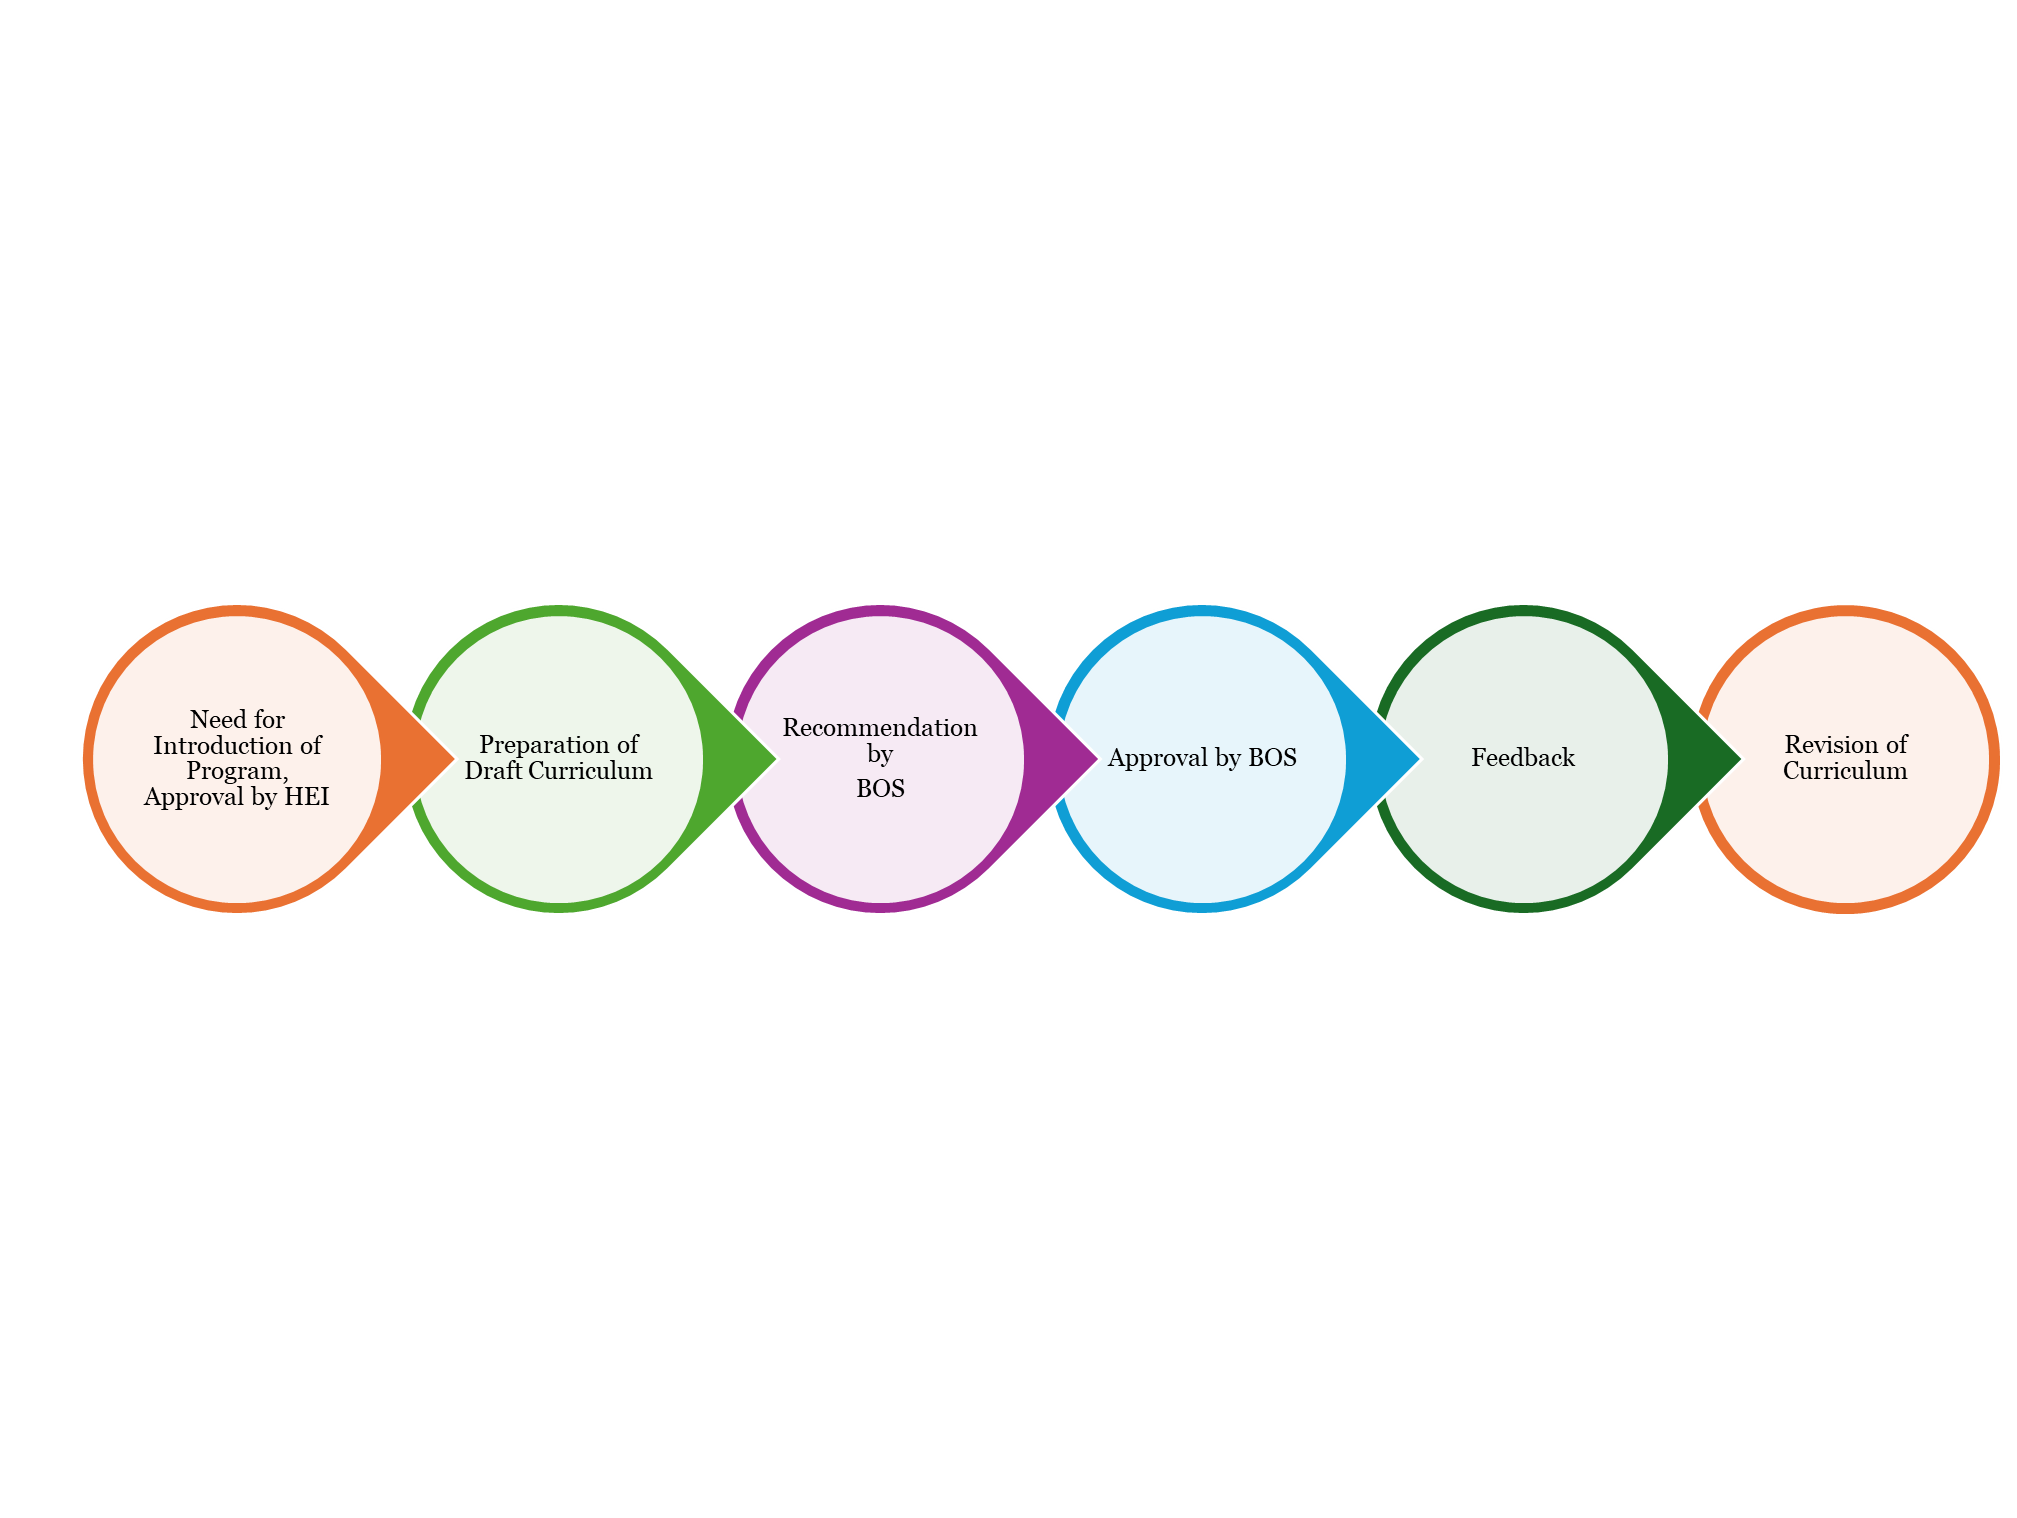 Need for
Introduction of
Program,
Approval by HEI
Preparation of
Draft Curriculum
Recommendation
by
BOS
Approval by BOS
Feedback
Revision of
Curriculum